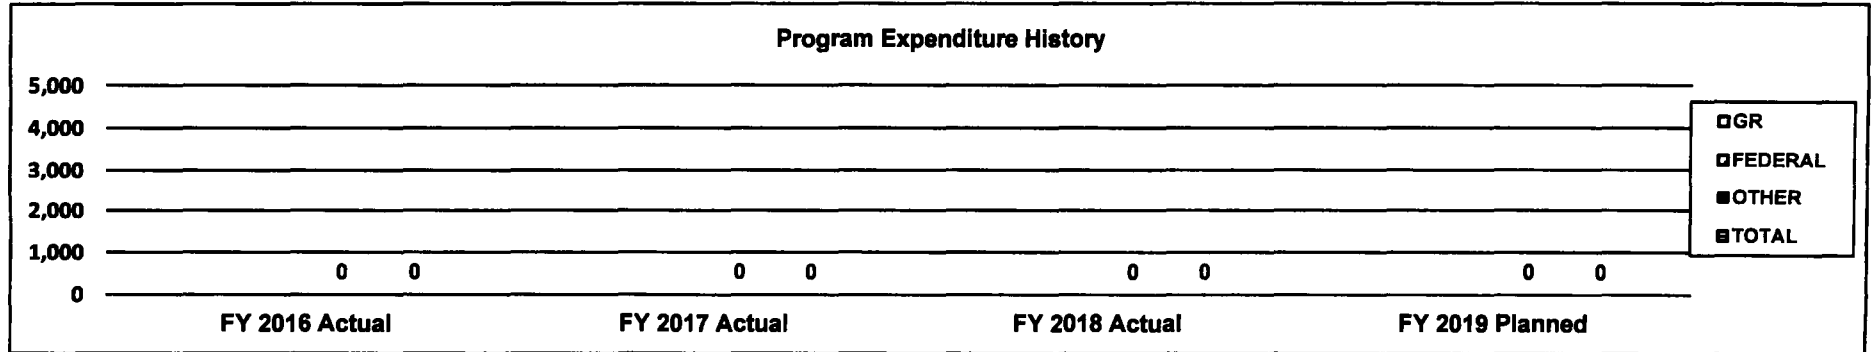 Program Expenditure History
5,000
4,000
3,000
2,000
1,000
0
0 0 0 0 0 0 0 0
FY 2016 Actual FY 2017 Actual FY 2018 Actual FY 2019 Planned
GR
FEDERAL
OTHER
TOTAL